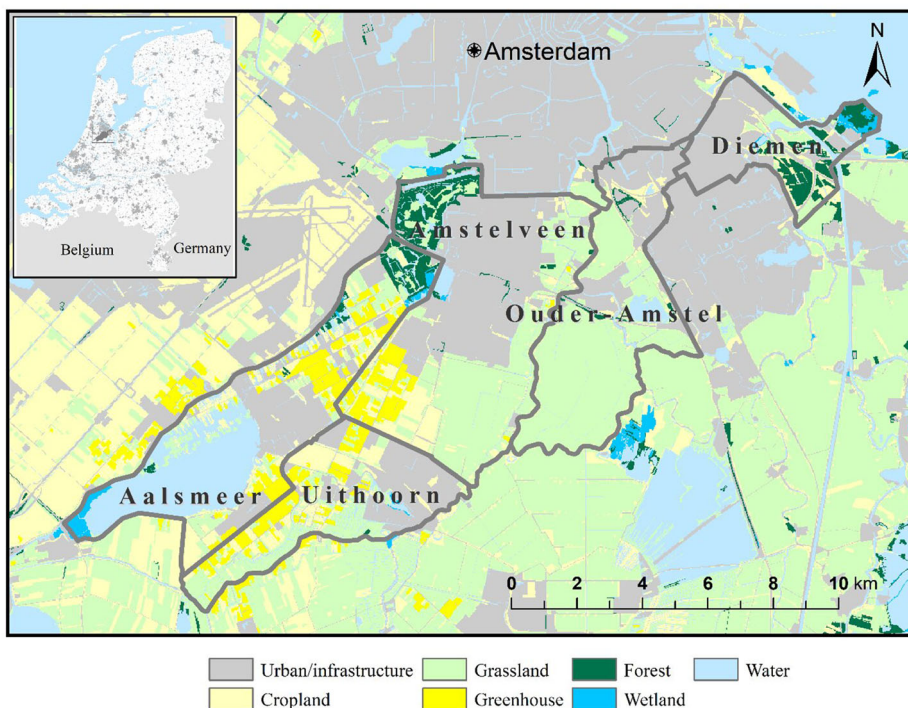 Amsterdam
N
Diemen
Amstelveen
Belgium
Germany
Ouder-Amstel
Aalsmeer
Uithoorn
0 2 4 6 8 10 km
Urban/infrastructure Grassland Forest Water
Cropland Greenhouse Wetland